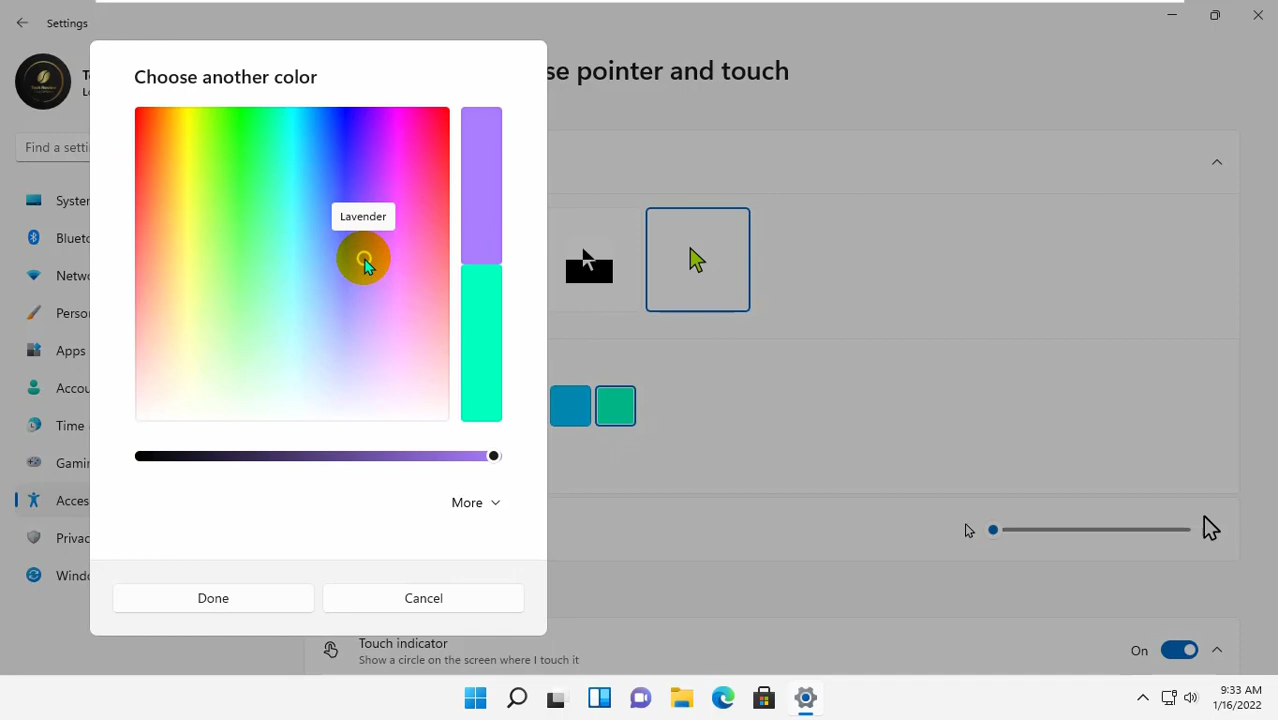 Settings
Choose another color
se pointer and touch
Find a setti
Lavender
Syster
Blueto
Netwo
Person
Apps
Accou
Time
Gamin
Acces
Privac
Windo
More
Done
Cancel
Touch indicator
Show a circle on the screen where I touch it
On
9:33 AM
1/16/2022